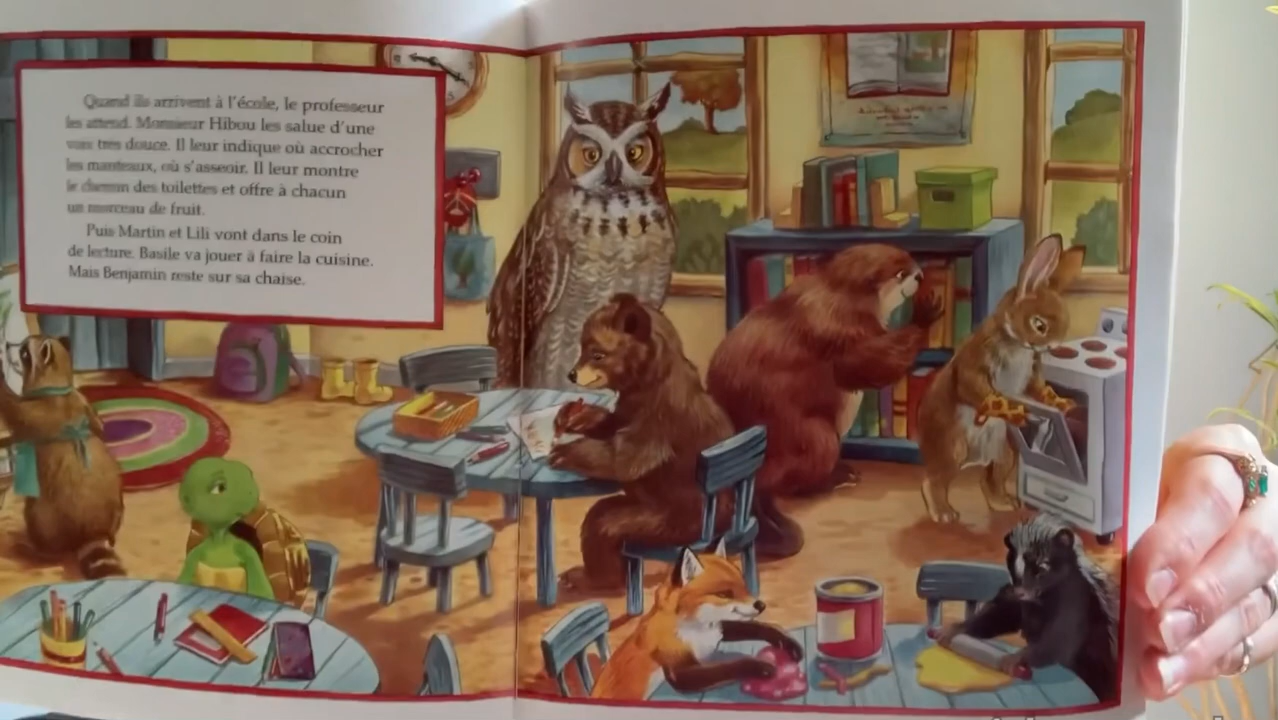 Quand ils arrivent à l'école, le professeur
les attend. Monsieur Hibou les salue d'une
voix très douce. Il leur indique où accrocher
les manteaux, où s'asseoir. Il leur montre
le chemin des toilettes et offre à chacun
un morceau de fruit.
Puis Martin et Lili vont dans le coin
de lecture. Basile va jouer à faire la cuisine.
Mais Benjamin reste sur sa chaise.